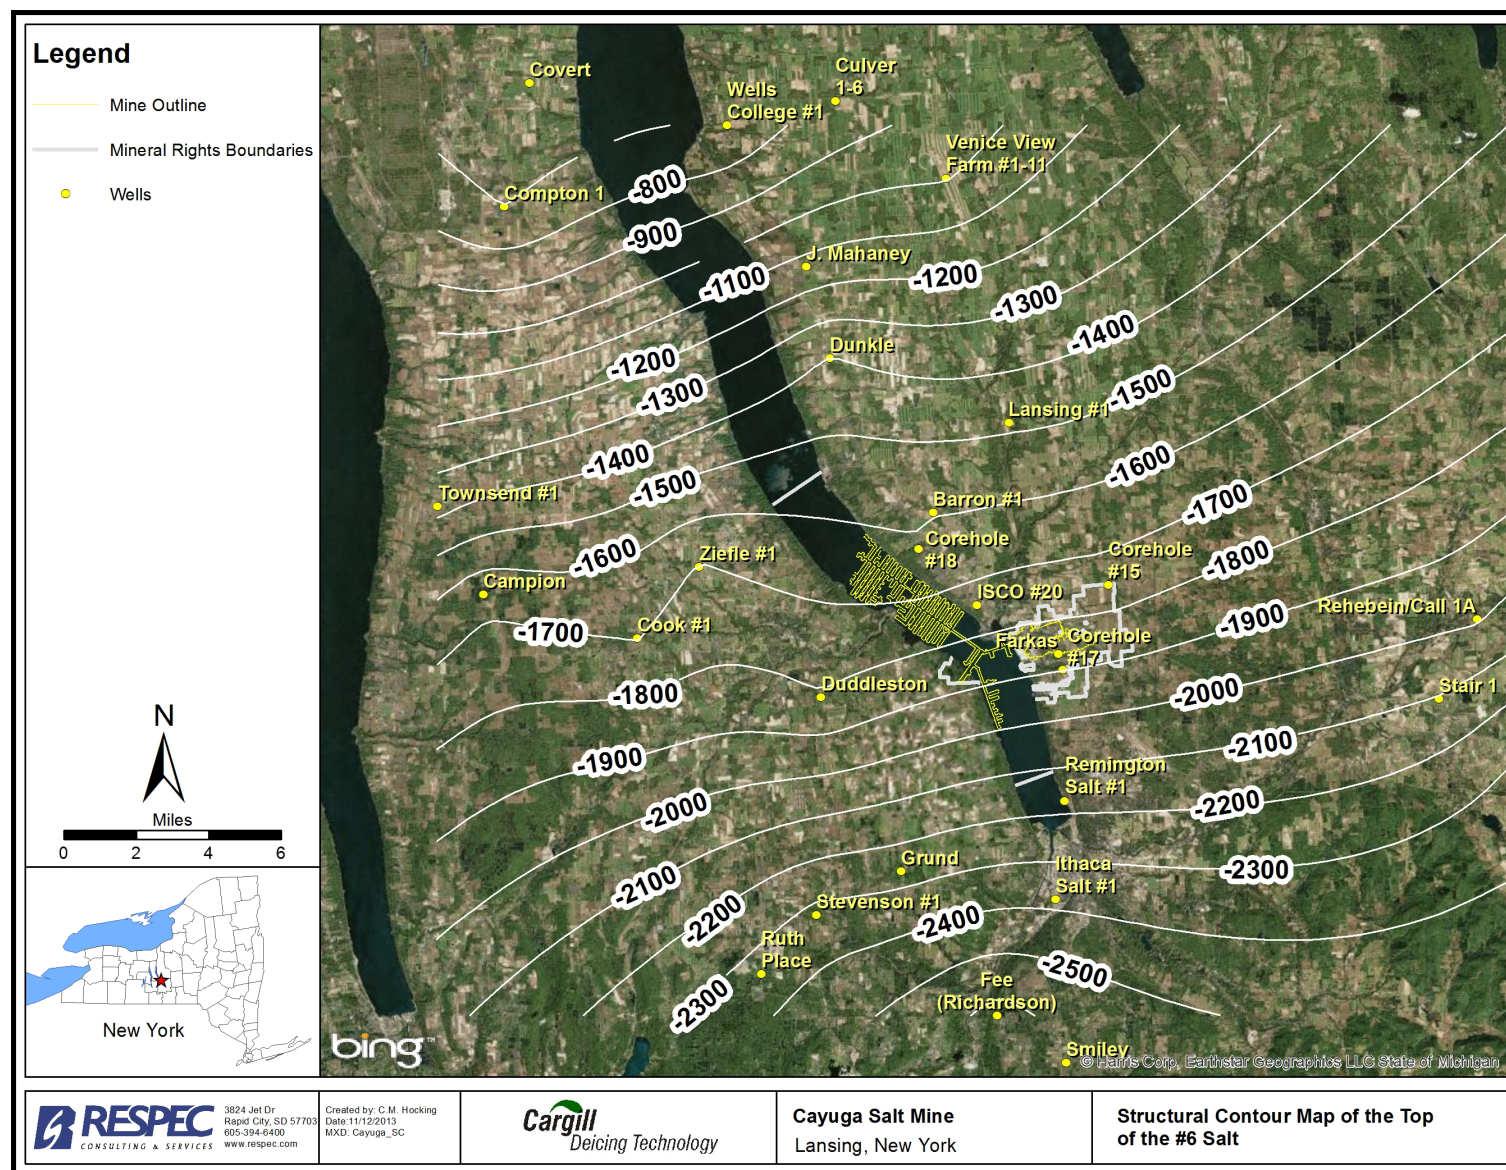 Legend
Mine Outline
Mineral Rights Boundaries
Wells
N
Miles
0 2 4 6
New York
Covert
Wells
College #1
Culver
1-6
Venice View
Farm #1-11
Compton 1
-800
-900
J. Mahaney
-1100
-1200
-1300
-1400
Dunkle
-1200
-1300
-1500
Lansing #1
-1400
-1500
-1600
Townsend #1
Barron #1
-1700
Corehole
#18
Corehole
#15
-1600
Ziefle #1
-1800
Campion
ISCO #20
Rehebein/Call 1A
-1700
Cook #1
Farkas
Corehole
#17
-1900
-1800
Duddleston
-2000
Stair 1
-1900
-2100
Remington
Salt #1
-2000
-2200
Grund
Ithaca
Salt #1
-2300
-2100
Stevenson #1
-2200
-2400
Ruth
Place
-2500
-2300
Fee
(Richardson)
Smiley
bing™
© Harris Corp, Earthstar Geographics LLC State of Michigan
RESPEC
CONSULTING & SERVICES
3824 Jet Dr
Rapid City, SD 57703
605-394-6400
www.respec.com
Created by: C.M. Hocking
Date:11/12/2013
MXD: Cayuga_SC
Cargill
Deicing Technology
Cayuga Salt Mine
Lansing, New York
Structural Contour Map of the Top
of the #6 Salt